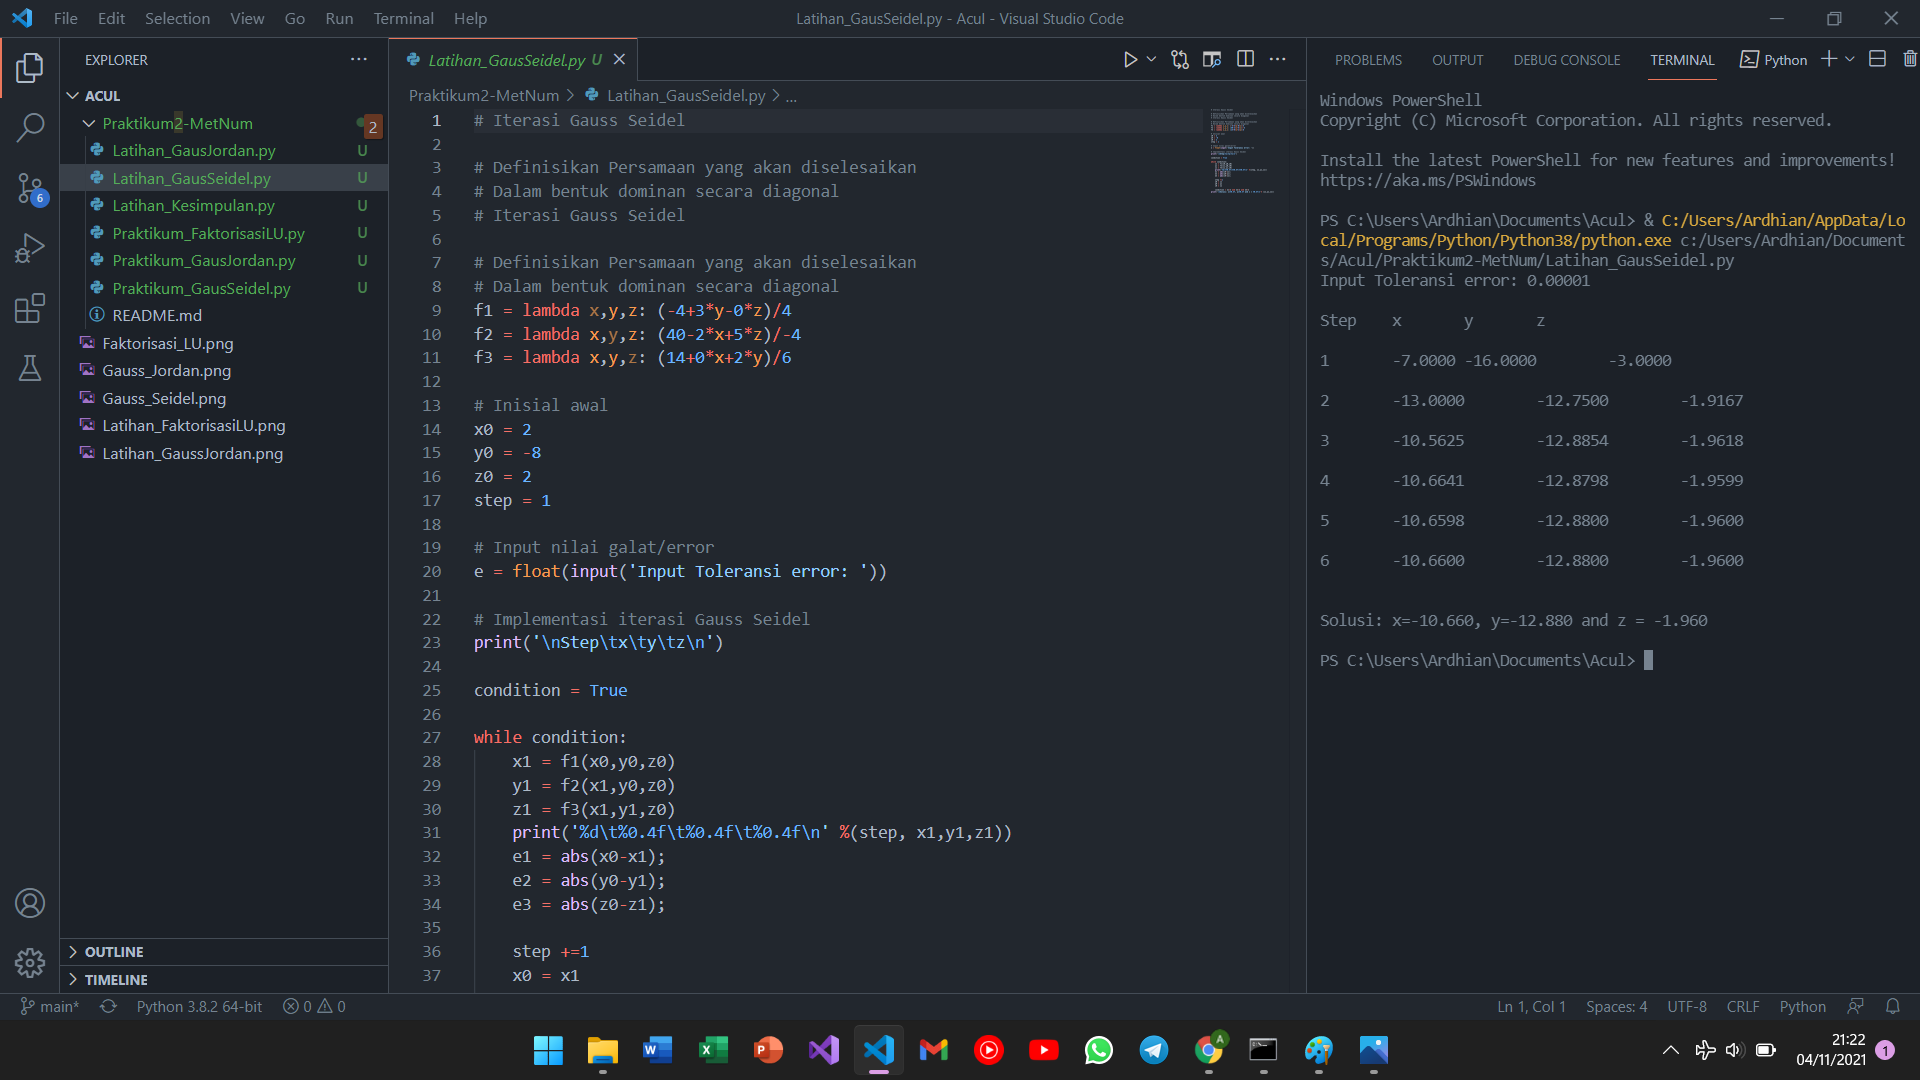 File Edit Selection View Go Run Terminal Help
Latihan_GausSeidel.py - Acul - Visual Studio Code
EXPLORER
ACUL
Praktikum2-MetNum 2
Latihan_GausJordan.py U
Latihan_GausSeidel.py U
Latihan_Kesimpulan.py U
Praktikum_FaktorisasiLU.py U
Praktikum_GausJordan.py U
Praktikum_GausSeidel.py U
README.md
Faktorisasi_LU.png
Gauss_Jordan.png
Gauss_Seidel.png
Latihan_FaktorisasiLU.png
Latihan_GaussJordan.png
OUTLINE
TIMELINE
6
Latihan_GausSeidel.py U
Praktikum2-MetNum > Latihan_GausSeidel.py > ...
1 # Iterasi Gauss Seidel
2
3 # Definisikan Persamaan yang akan diselesaikan
4 # Dalam bentuk dominan secara diagonal
5 # Iterasi Gauss Seidel
6
7 # Definisikan Persamaan yang akan diselesaikan
8 # Dalam bentuk dominan secara diagonal
9 f1 = lambda x,y,z: (-4+3*y-0*z)/4
10 f2 = lambda x,y,z: (40-2*x+5*z)/-4
11 f3 = lambda x,y,z: (14+0*x+2*y)/6
12
13 # Inisial awal
14 x0 = 2
15 y0 = -8
16 z0 = 2
17 step = 1
18
19 # Input nilai galat/error
20 e = float(input('Input Toleransi error: '))
21
22 # Implementasi iterasi Gauss Seidel
23 print('\nStep\tx\ty\tz\n')
24
25 condition = True
26
27 while condition:
28 x1 = f1(x0,y0,z0)
29 y1 = f2(x1,y0,z0)
30 z1 = f3(x1,y1,z0)
31 print('%d\t%0.4f\t%0.4f\t%0.4f\n' %(step, x1,y1,z1))
32 e1 = abs(x0-x1);
33 e2 = abs(y0-y1);
34 e3 = abs(z0-z1);
35
36 step +=1
37 x0 = x1
PROBLEMS OUTPUT DEBUG CONSOLE TERMINAL Python
Windows PowerShell
Copyright (C) Microsoft Corporation. All rights reserved.
Install the latest PowerShell for new features and improvements!
https://aka.ms/PSWindows
PS C:\Users\Ardhian\Documents\Acul> & C:/Users/Ardhian/AppData/Lo
cal/Programs/Python/Python38/python.exe c:/Users/Ardhian/Document
s/Acul/Praktikum2-MetNum/Latihan_GausSeidel.py
Input Toleransi error: 0.00001
Step x y z
1 -7.0000 -16.0000 -3.0000
2 -13.0000 -12.7500 -1.9167
3 -10.5625 -12.8854 -1.9618
4 -10.6641 -12.8798 -1.9599
5 -10.6598 -12.8800 -1.9600
6 -10.6600 -12.8800 -1.9600
Solusi: x=-10.660, y=-12.880 and z = -1.960
PS C:\Users\Ardhian\Documents\Acul>
main* Python 3.8.2 64-bit 0 0
Ln 1, Col 1 Spaces: 4 UTF-8 CRLF Python
21:22
04/11/2021 1